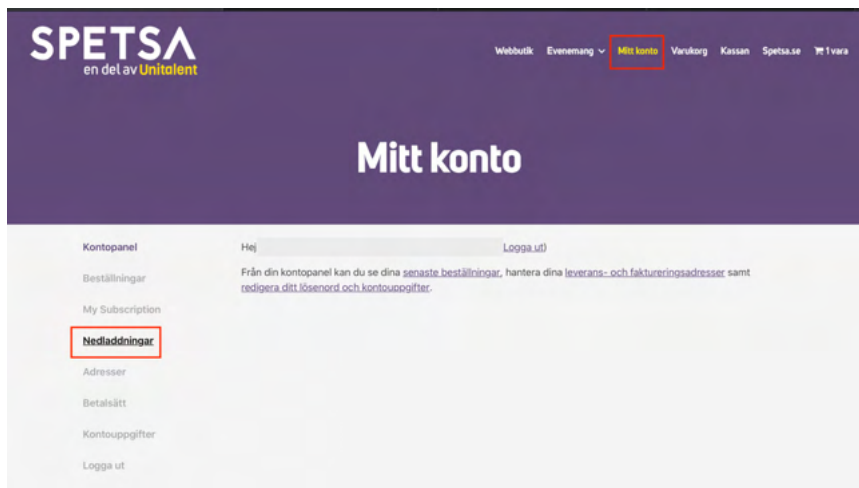 SPETSA
en del av Unitalent
Webbutik Evenemang Mitt konto Varukorg Kassan Spetsa.se 1 vara
Mitt konto
Kontopanel
Beställningar
My Subscription
Nedladdningar
Adresser
Betalsätt
Kontouppgifter
Logga ut
Hej Logga ut)
Från din kontopanel kan du se dina senaste beställningar, hantera dina leverans- och faktureringsadresser samt
redigera ditt lösenord och kontouppgifter.